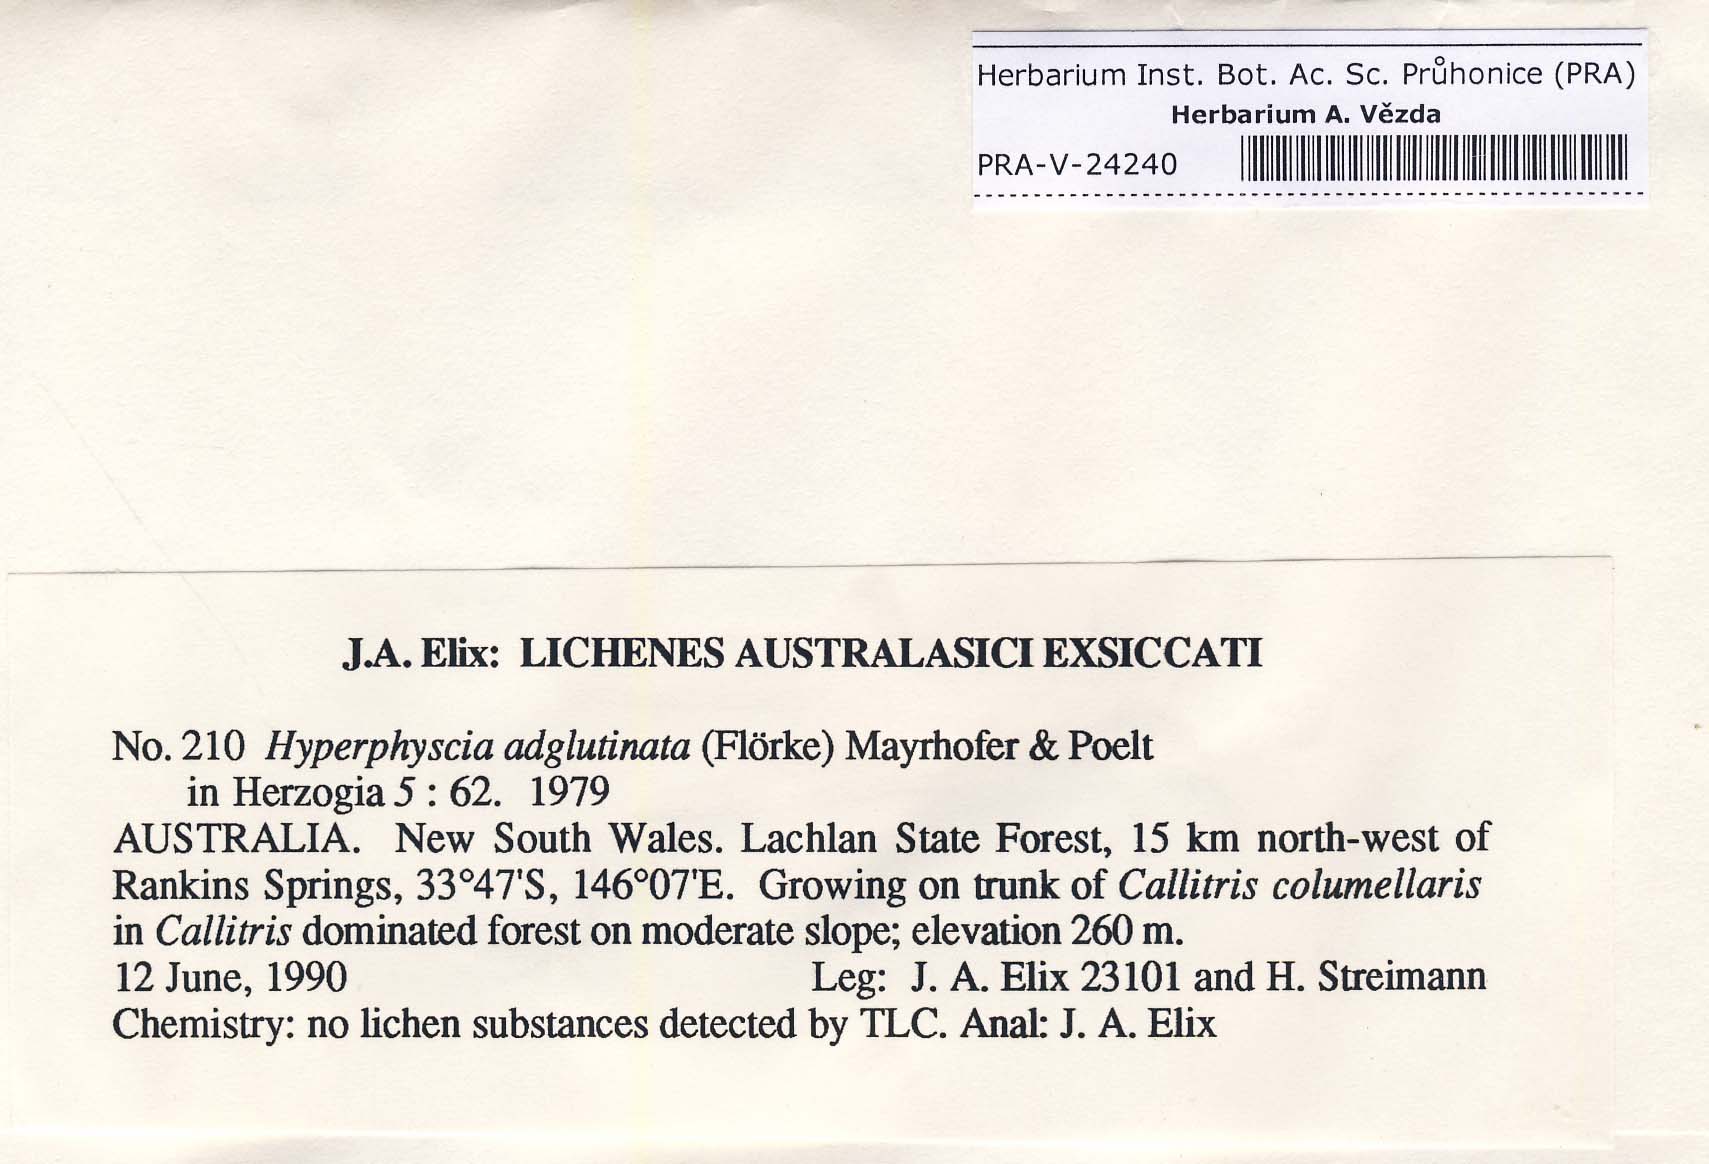 Herbarium Inst. Bot. Ac. Sc. Průhonice (PRA)
Herbarium A. Vězda
PRA-V-24240
J.A. Elix: LICHENES AUSTRALASICI EXSICCATI
No. 210 Hyperphyscia adglutinata (Flörke) Mayrhofer & Poelt
in Herzogia 5 : 62. 1979
AUSTRALIA. New South Wales. Lachlan State Forest, 15 km north-west of
Rankins Springs, 33°47'S, 146°07'E. Growing on trunk of Callitris columellaris
in Callitris dominated forest on moderate slope; elevation 260 m.
12 June, 1990 Leg: J. A. Elix 23101 and H. Streimann
Chemistry: no lichen substances detected by TLC. Anal: J. A. Elix